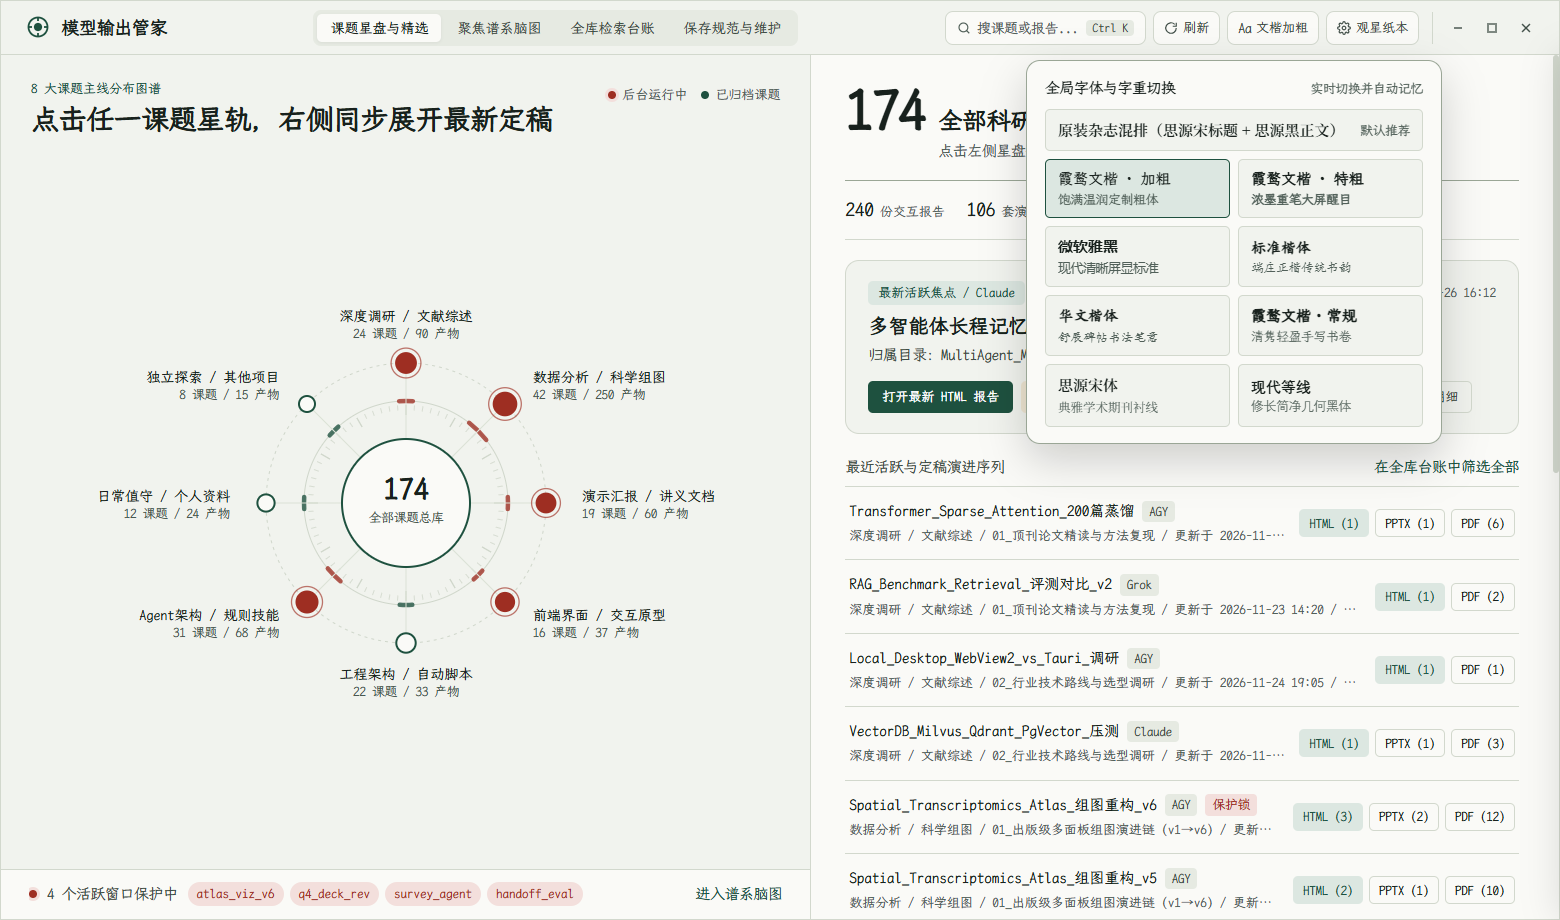 模型输出管家
课题星盘与精选
聚焦谱系脑图
全库检索台账
保存规范与维护
搜课题或报告...
Ctrl K
刷新
Aa 文楷加粗
观星纸本
8 大课题主线分布图谱
点击任一课题星轨，右侧同步展开最新定稿
后台运行中
已归档课题
深度调研 / 文献综述
24 课题 / 90 产物
独立探索 / 其他项目
8 课题 / 15 产物
数据分析 / 科学组图
42 课题 / 250 产物
日常值守 / 个人资料
12 课题 / 24 产物
174
全部课题总库
演示汇报 / 讲义文档
19 课题 / 60 产物
Agent架构 / 规则技能
31 课题 / 68 产物
前端界面 / 交互原型
16 课题 / 37 产物
工程架构 / 自动脚本
22 课题 / 33 产物
4 个活跃窗口保护中
atlas_viz_v6
q4_deck_rev
survey_agent
handoff_eval
进入谱系脑图
174
全部科研
点击左侧星盘
240 份交互报告
106 套演
最新活跃焦点 / Claude
-26 16:12
多智能体长程记忆
归属目录: MultiAgent_M
打开最新 HTML 报告
细
全局字体与字重切换
实时切换并自动记忆
原装杂志混排（思源宋标题 + 思源黑正文）
默认推荐
霞鹜文楷 · 加粗
饱满温润定制粗体
霞鹜文楷 · 特粗
浓墨重笔大屏醒目
微软雅黑
现代清晰屏显标准
标准楷体
端庄正楷传统书韵
华文楷体
舒展碑帖书法笔意
霞鹜文楷·常规
清隽轻盈手写书卷
思源宋体
典雅学术期刊衬线
现代等线
修长简净几何黑体
最近活跃与定稿演进序列
在全库台账中筛选全部
Transformer_Sparse_Attention_200篇蒸馏
AGY
深度调研 / 文献综述 / 01_顶刊论文精读与方法复现 / 更新于 2026-11-…
HTML (1)
PPTX (1)
PDF (6)
RAG_Benchmark_Retrieval_评测对比_v2
Grok
深度调研 / 文献综述 / 01_顶刊论文精读与方法复现 / 更新于 2026-11-23 14:20 / …
HTML (1)
PDF (2)
Local_Desktop_WebView2_vs_Tauri_调研
AGY
深度调研 / 文献综述 / 02_行业技术路线与选型调研 / 更新于 2026-11-24 19:05 / …
HTML (1)
PDF (1)
VectorDB_Milvus_Qdrant_PgVector_压测
Claude
深度调研 / 文献综述 / 02_行业技术路线与选型调研 / 更新于 2026-11-…
HTML (1)
PPTX (1)
PDF (3)
Spatial_Transcriptomics_Atlas_组图重构_v6
AGY
保护锁
数据分析 / 科学组图 / 01_出版级多面板组图演进链 (v1→v6) / 更新…
HTML (3)
PPTX (2)
PDF (12)
Spatial_Transcriptomics_Atlas_组图重构_v5
AGY
数据分析 / 科学组图 / 01_出版级多面板组图演进链 (v1→v6) / 更新…
HTML (2)
PPTX (1)
PDF (10)